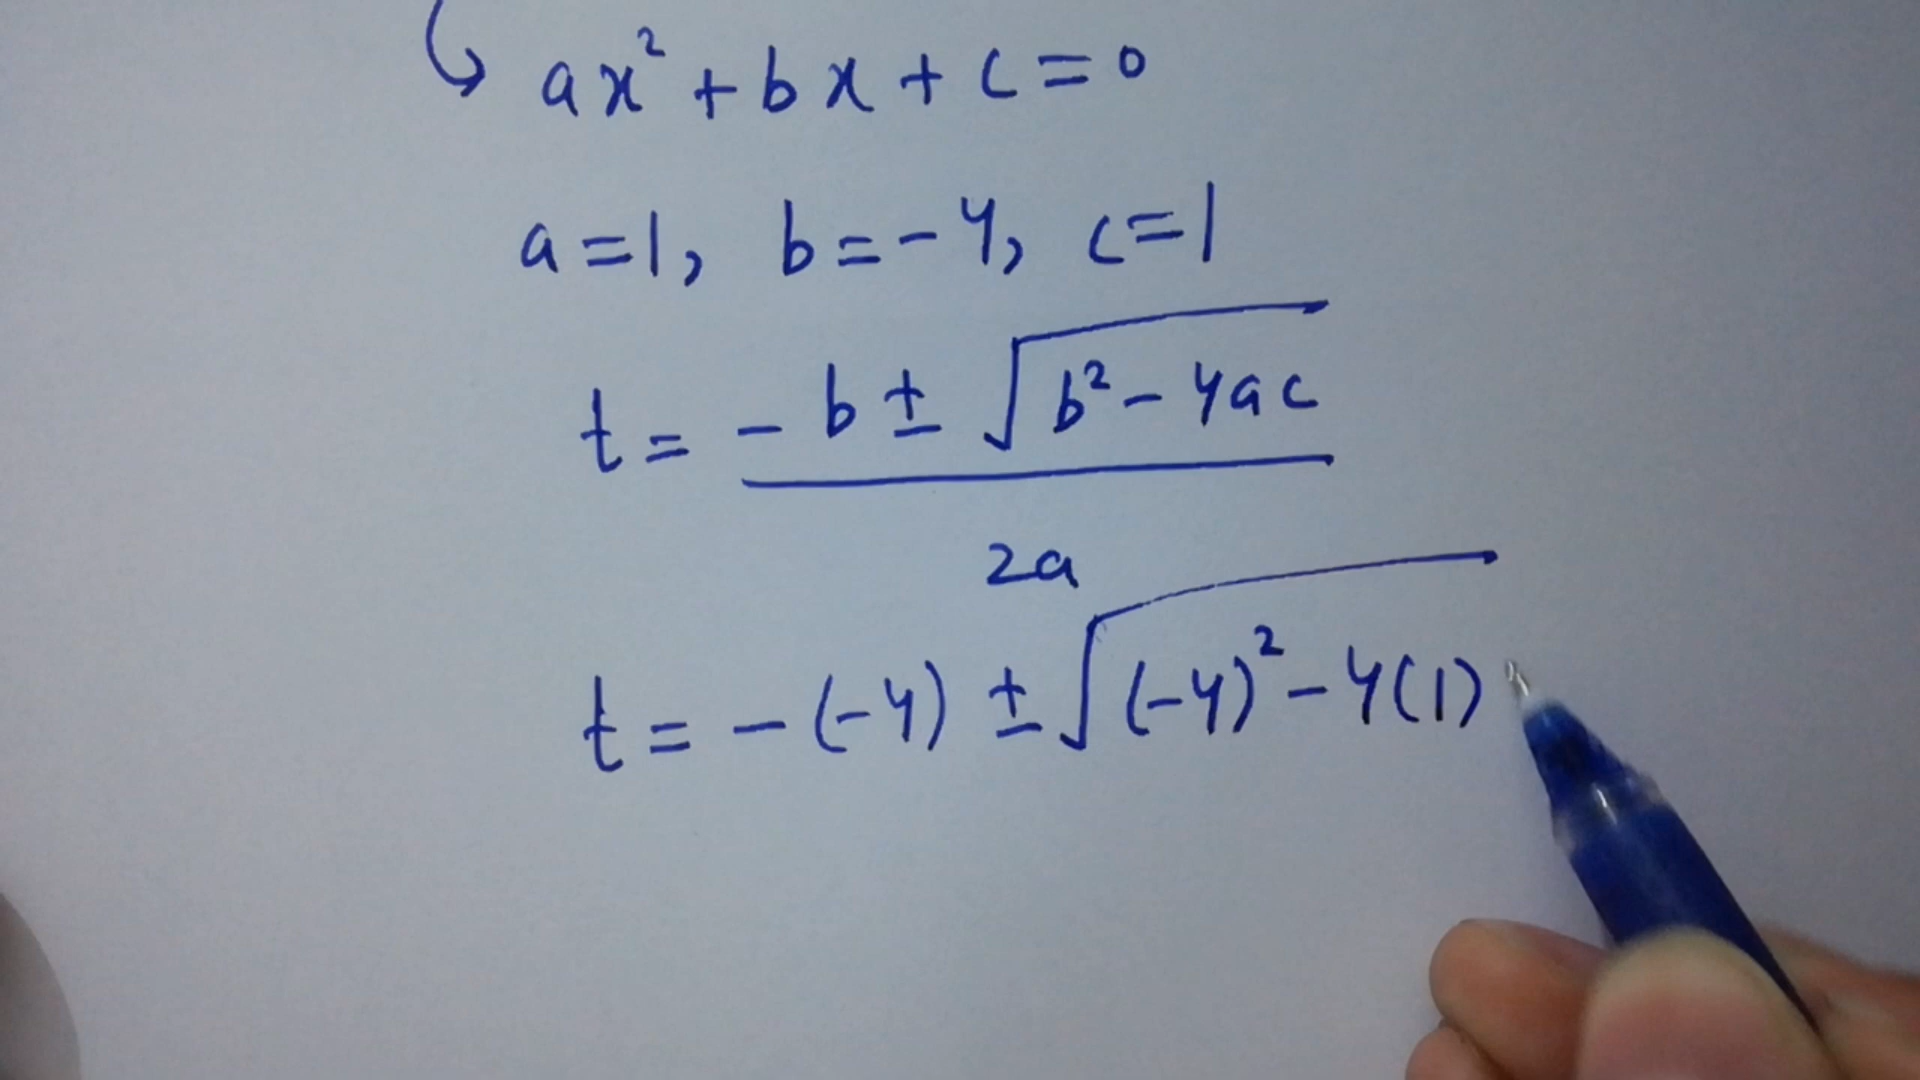 ax² + bx + c = 0
a = 1, b = -4, c = 1
t = -b ± √b² - 4ac
2a
t = -(-4) ± √(-4)² - 4(1)